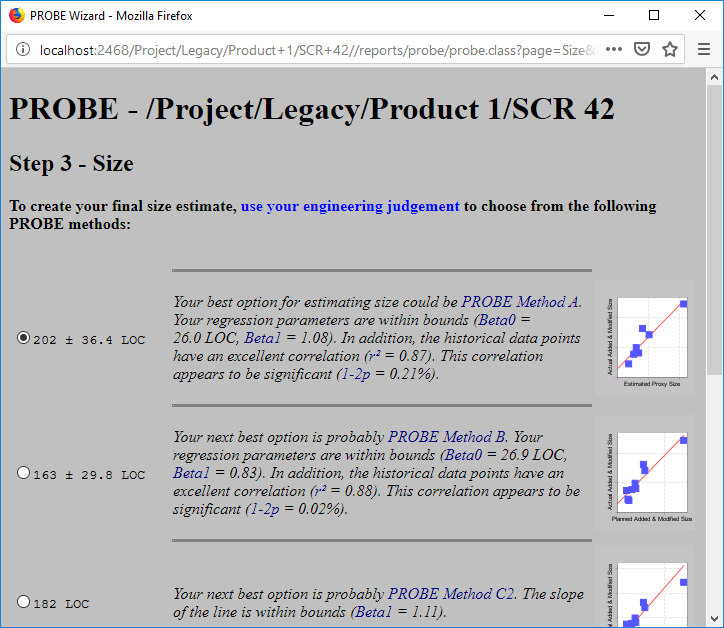 PROBE Wizard - Mozilla Firefox
localhost:2468/Project/Legacy/Product+1/SCR+42//reports/probe/probe.class?page=Size&
PROBE - /Project/Legacy/Product 1/SCR 42
Step 3 - Size
To create your final size estimate, use your engineering judgement to choose from the following
PROBE methods:
202 ± 36.4 LOC
Your best option for estimating size could be PROBE Method A.
Your regression parameters are within bounds (Beta0 =
26.0 LOC, Beta1 = 1.08). In addition, the historical data points
have an excellent correlation (r² = 0.87). This correlation
appears to be significant (1-2p = 0.21%).
Actual Added & Modified Size
Estimated Proxy Size
163 ± 29.8 LOC
Your next best option is probably PROBE Method B. Your
regression parameters are within bounds (Beta0 = 26.9 LOC,
Beta1 = 0.83). In addition, the historical data points have an
excellent correlation (r² = 0.88). This correlation appears to be
significant (1-2p = 0.02%).
Actual Added & Modified Size
Planned Added & Modified Size
182 LOC
Your next best option is probably PROBE Method C2. The slope
of the line is within bounds (Beta1 = 1.11).
al Added & Modified Size